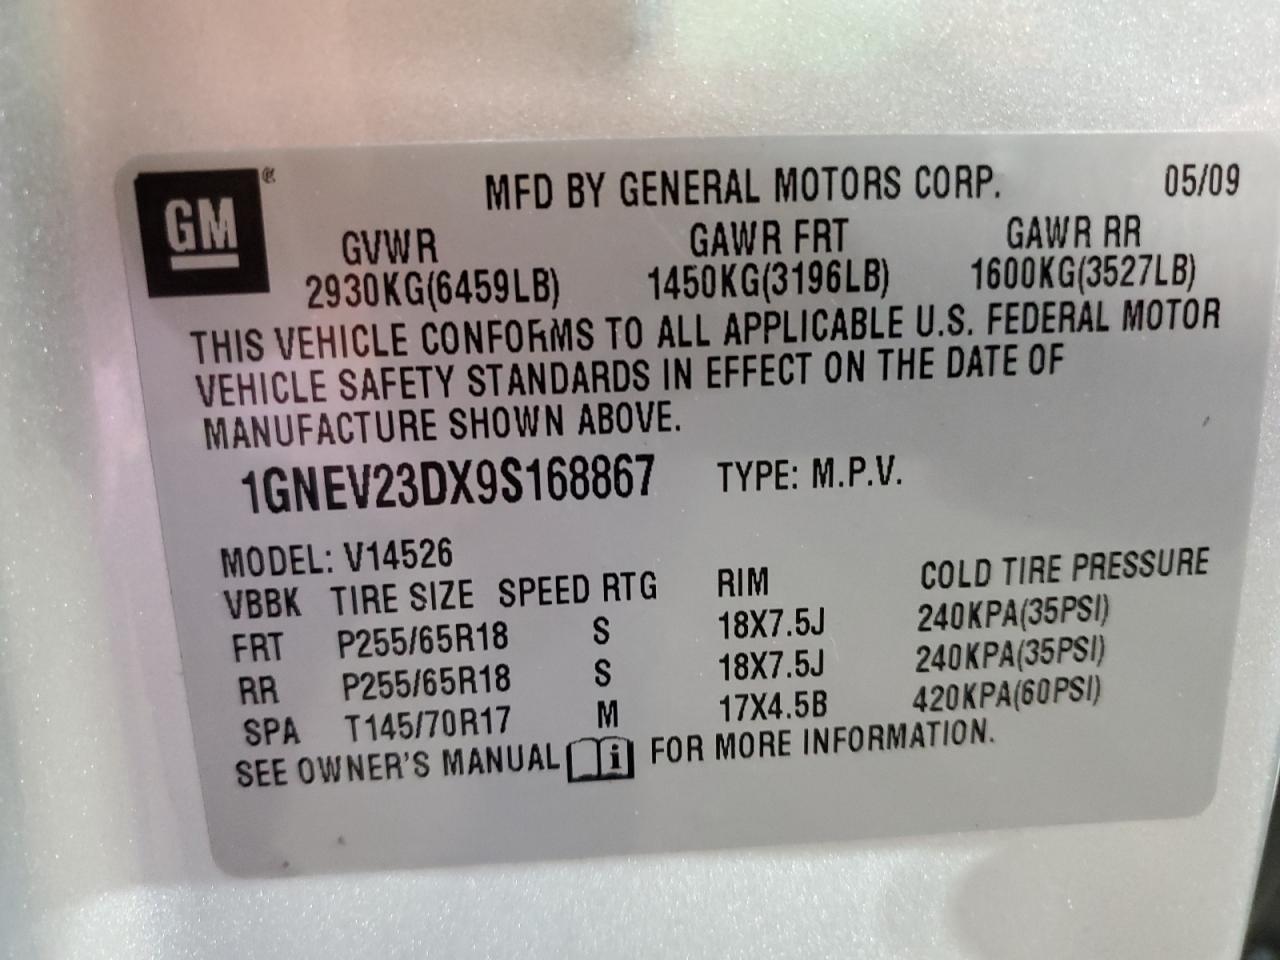 GM ®
MFD BY GENERAL MOTORS CORP. 05/09
GVWR GAWR FRT GAWR RR
2930KG(6459LB) 1450KG(3196LB) 1600KG(3527LB)
THIS VEHICLE CONFORMS TO ALL APPLICABLE U.S. FEDERAL MOTOR
VEHICLE SAFETY STANDARDS IN EFFECT ON THE DATE OF
MANUFACTURE SHOWN ABOVE.
1GNEV23DX9S168867 TYPE: M.P.V.
MODEL: V14526
VBBK TIRE SIZE SPEED RTG RIM COLD TIRE PRESSURE
FRT P255/65R18 S 18X7.5J 240KPA(35PSI)
RR P255/65R18 S 18X7.5J 240KPA(35PSI)
SPA T145/70R17 M 17X4.5B 420KPA(60PSI)
SEE OWNER'S MANUAL i FOR MORE INFORMATION.